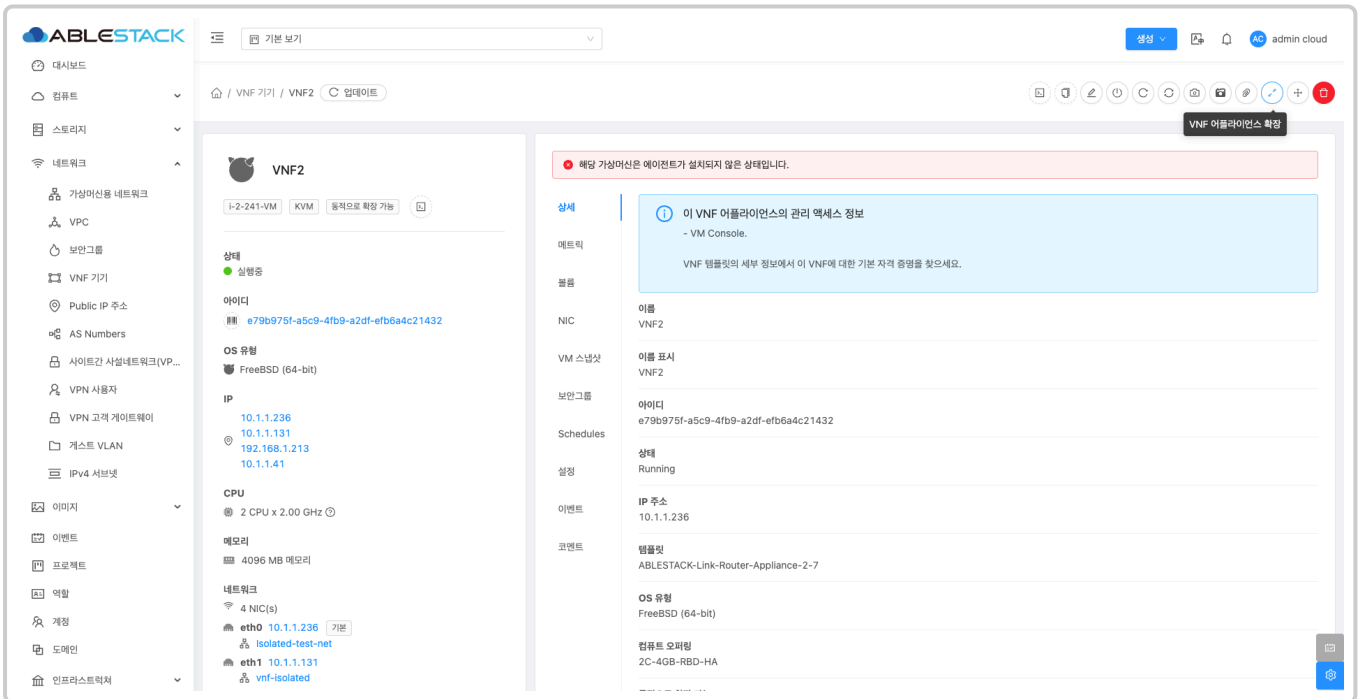 ABLESTACK
기본 보기
생성
AC
admin cloud
대시보드
컴퓨트
스토리지
네트워크
가상머신용 네트워크
VPC
보안그룹
VNF 기기
Public IP 주소
AS Numbers
사이트간 사설네트워크(VP...
VPN 사용자
VPN 고객 게이트웨이
게스트 VLAN
IPv4 서브넷
이미지
이벤트
프로젝트
역할
계정
도메인
인프라스트럭쳐
/ VNF 기기 / VNF2 업데이트
VNF 어플라이언스 확장
VNF2
i-2-241-VM KVM 동적으로 확장 가능
상태
실행중
아이디
e79b975f-a5c9-4fb9-a2df-efb6a4c21432
OS 유형
FreeBSD (64-bit)
IP
10.1.1.236
10.1.1.131
192.168.1.213
10.1.1.41
CPU
2 CPU x 2.00 GHz
메모리
4096 MB 메모리
네트워크
4 NIC(s)
eth0 10.1.1.236 기본
Isolated-test-net
eth1 10.1.1.131
vnf-isolated
해당 가상머신은 에이전트가 설치되지 않은 상태입니다.
상세
메트릭
볼륨
NIC
VM 스냅샷
보안그룹
Schedules
설정
이벤트
코멘트
이 VNF 어플라이언스의 관리 액세스 정보
- VM Console.
VNF 템플릿의 세부 정보에서 이 VNF에 대한 기본 자격 증명을 찾으세요.
이름
VNF2
이름 표시
VNF2
아이디
e79b975f-a5c9-4fb9-a2df-efb6a4c21432
상태
Running
IP 주소
10.1.1.236
템플릿
ABLESTACK-Link-Router-Appliance-2-7
OS 유형
FreeBSD (64-bit)
컴퓨트 오퍼링
2C-4GB-RBD-HA